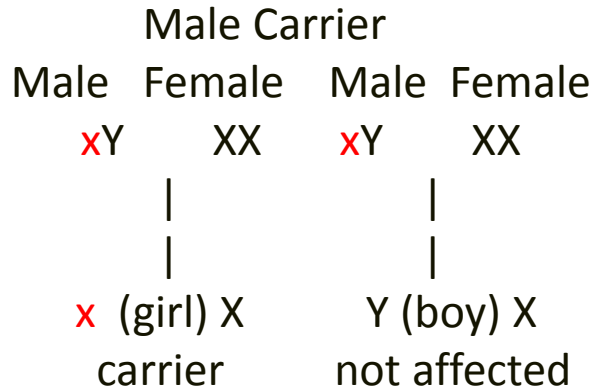 Male Carrier
Male Female Male Female
xY XX xY XX
| |
| |
x (girl) X Y (boy) X
carrier not affected